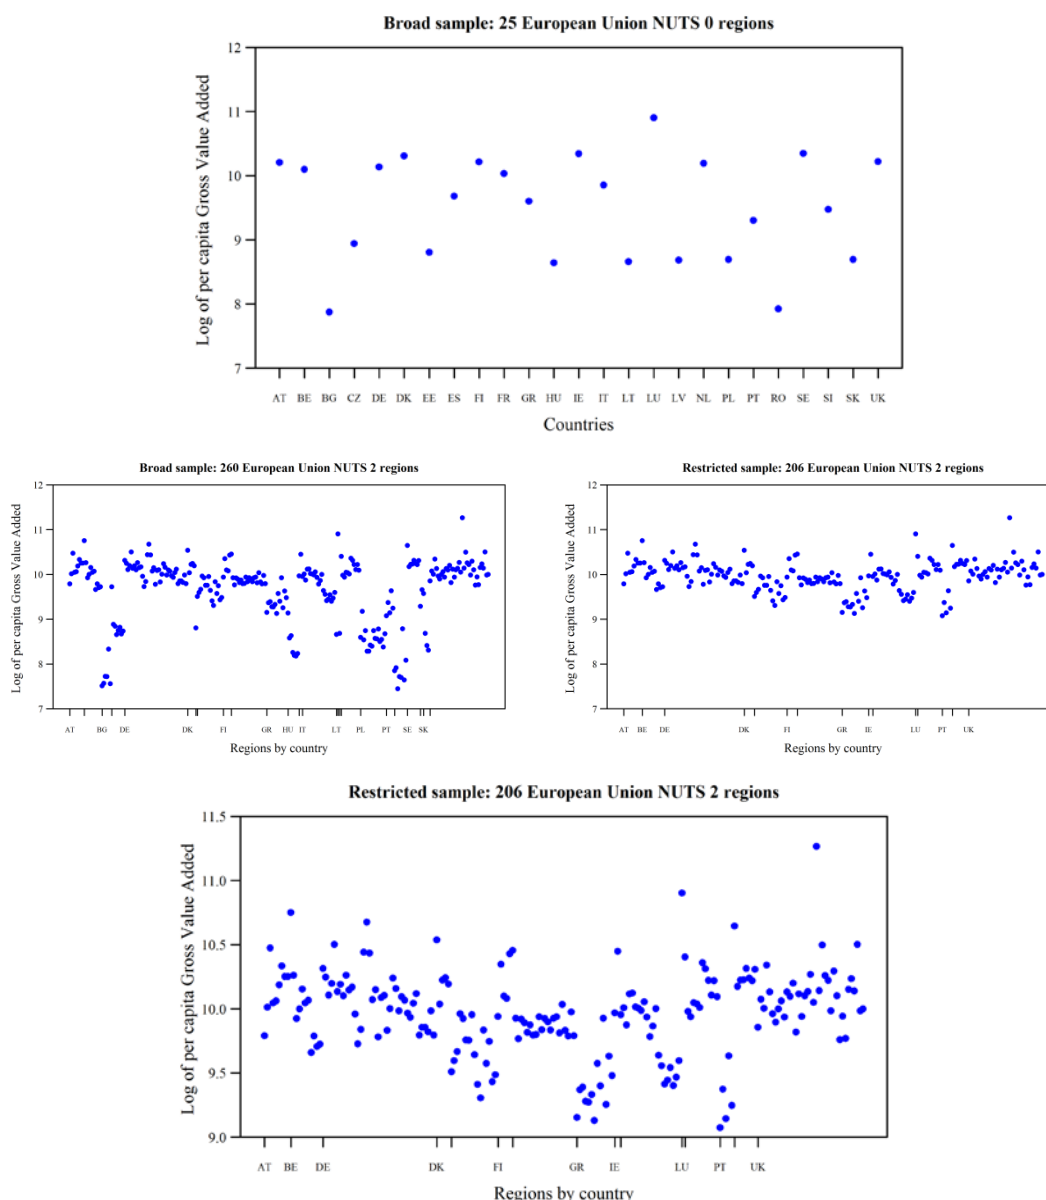 Broad sample: 25 European Union NUTS 0 regions
Log of per capita Gross Value Added
12
11
10
9
8
7
AT BE BG CZ DE DK EE ES FI FR GR HU IE IT LT LU LV NL PL PT RO SE SI SK UK
Countries
Broad sample: 260 European Union NUTS 2 regions
Log of per capita Gross Value Added
12
11
10
9
8
7
AT BG DE DK FI GR HU IT LT PL PT SE SK
Regions by country
Restricted sample: 206 European Union NUTS 2 regions
Log of per capita Gross Value Added
12
11
10
9
8
7
AT BE DE DK FI GR IE LU PT UK
Regions by country
Restricted sample: 206 European Union NUTS 2 regions
Log of per capita Gross Value Added
11.5
11.0
10.5
10.0
9.5
9.0
AT BE DE DK FI GR IE LU PT UK
Regions by country